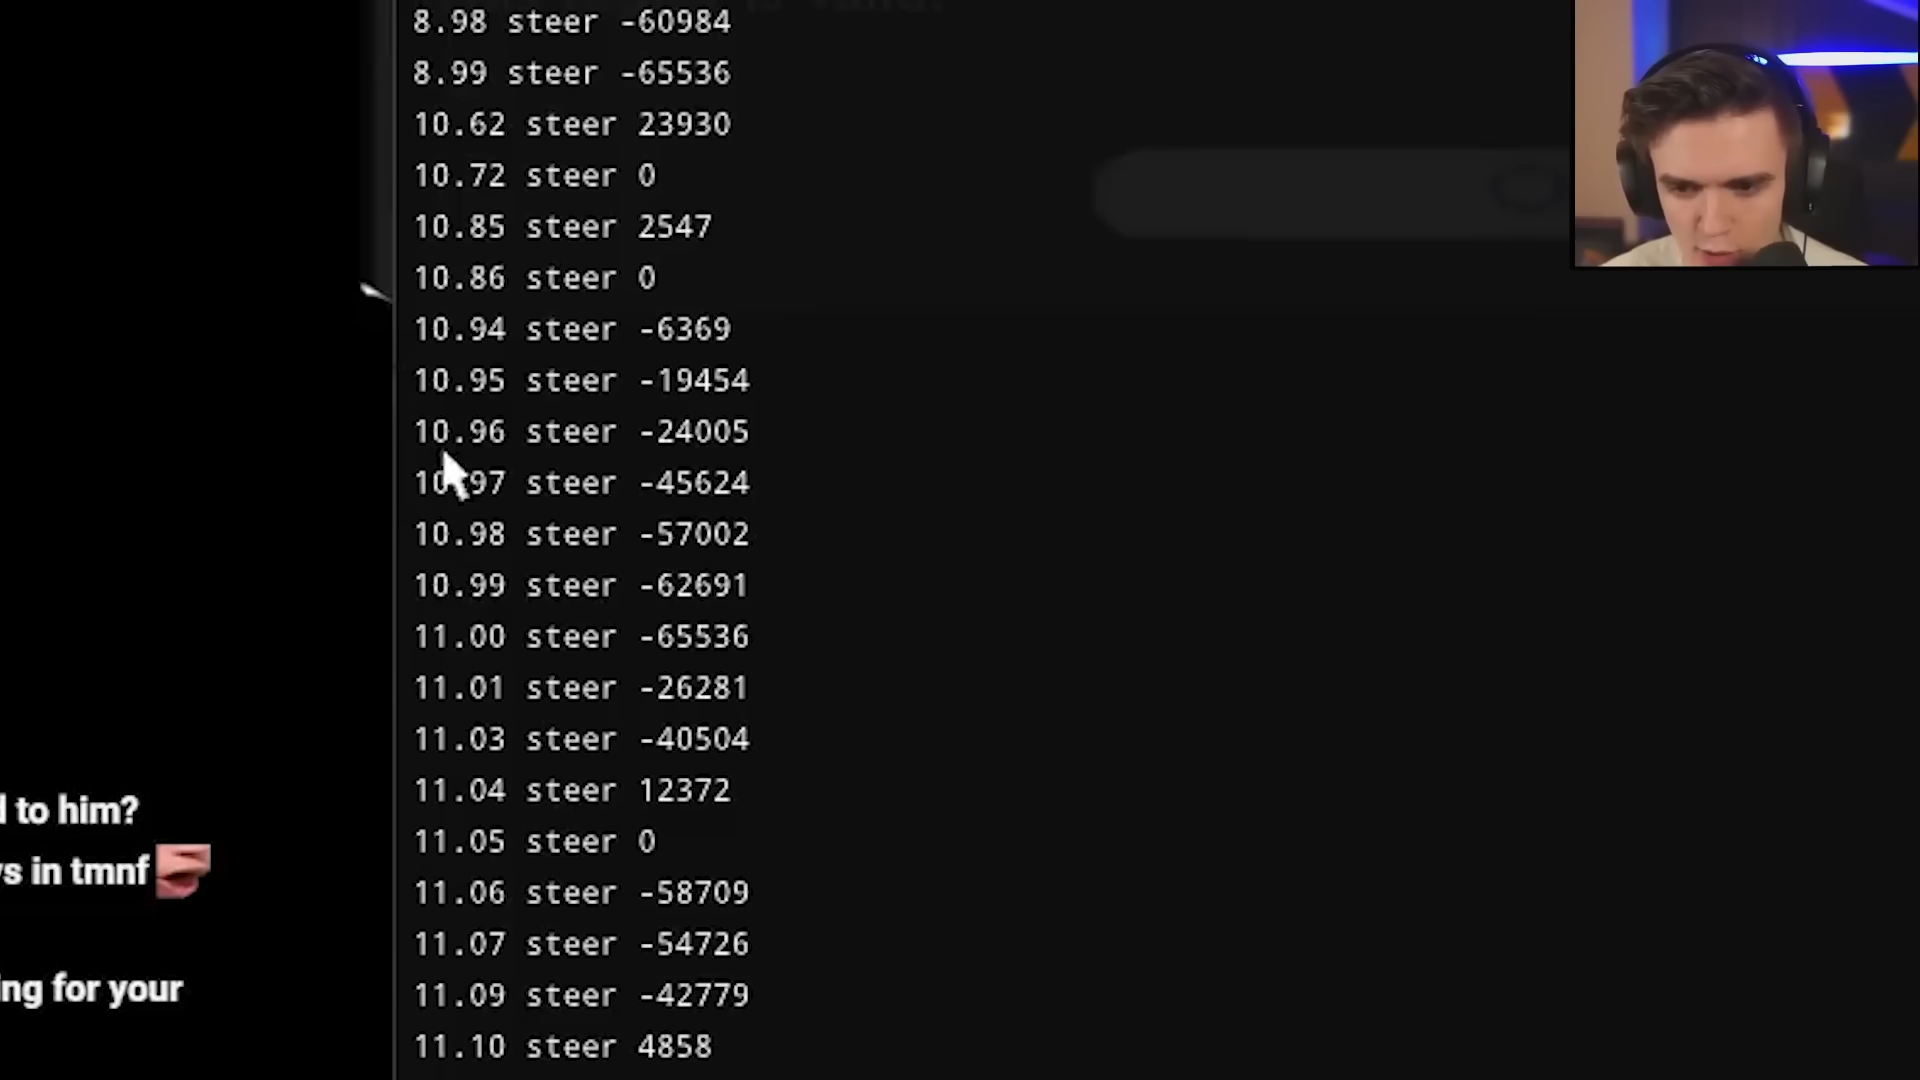 8.98 steer -60984
8.99 steer -65536
10.62 steer 23930
10.72 steer 0
10.85 steer 2547
10.86 steer 0
10.94 steer -6369
10.95 steer -19454
10.96 steer -24005
10.97 steer -45624
10.98 steer -57002
10.99 steer -62691
11.00 steer -65536
11.01 steer -26281
11.03 steer -40504
11.04 steer 12372
11.05 steer 0
11.06 steer -58709
11.07 steer -54726
11.09 steer -42779
11.10 steer 4858
to him?
in tmnf
for your